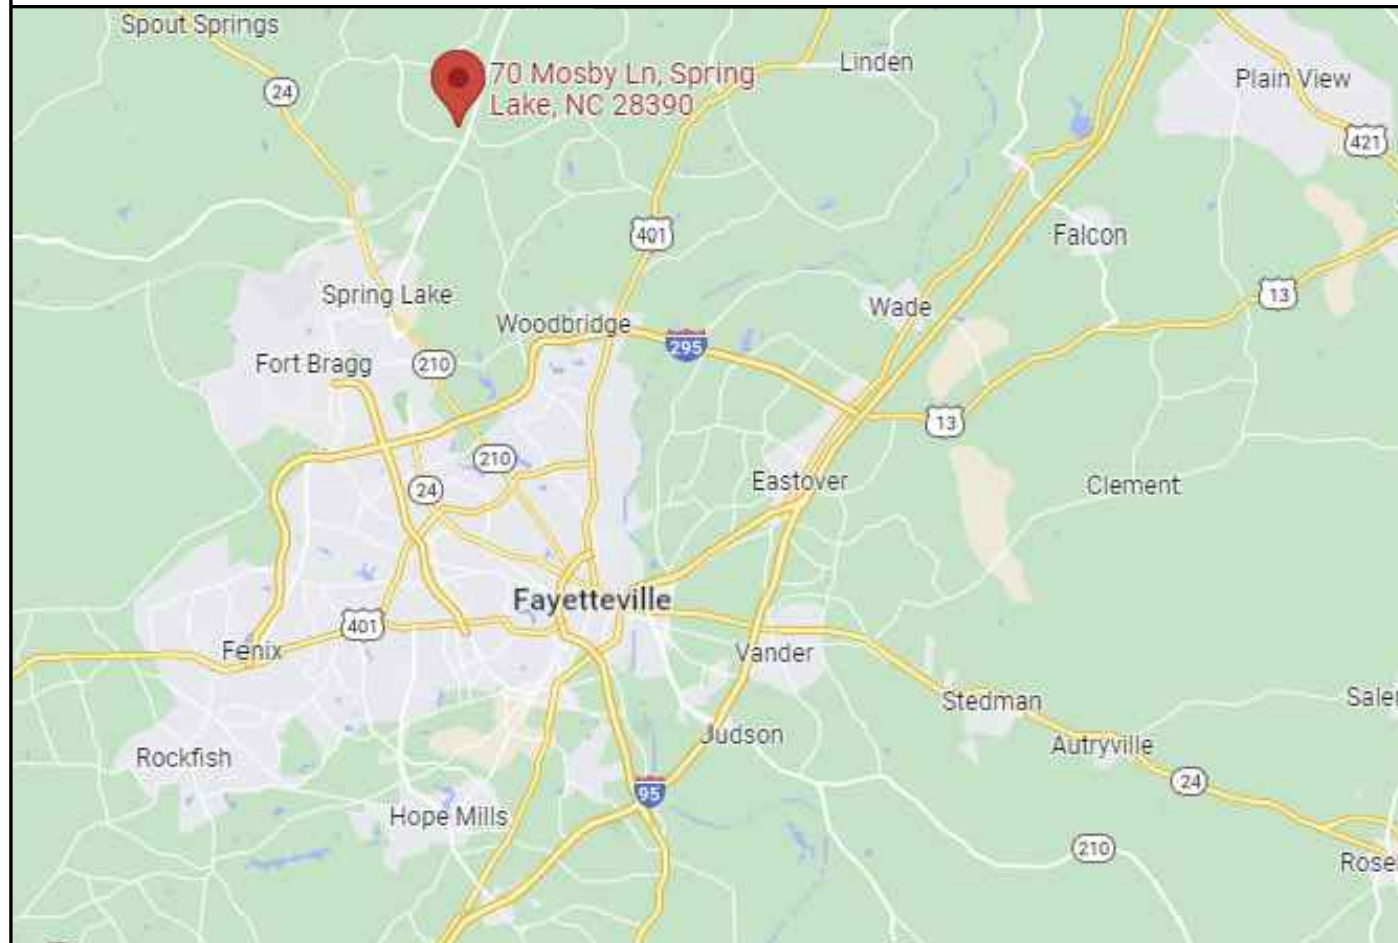 Spout Springs
24
70 Mosby Ln, Spring
Lake, NC 28390
Linden
Plain View
421
401
Falcon
13
Spring Lake
Woodbridge
Wade
295
Fort Bragg
210
13
210
24
Eastover
Clement
Fayetteville
401
Fenix
Vander
Stedman
Salem
Judson
Autryville
Rockfish
24
95
Hope Mills
210
Rose